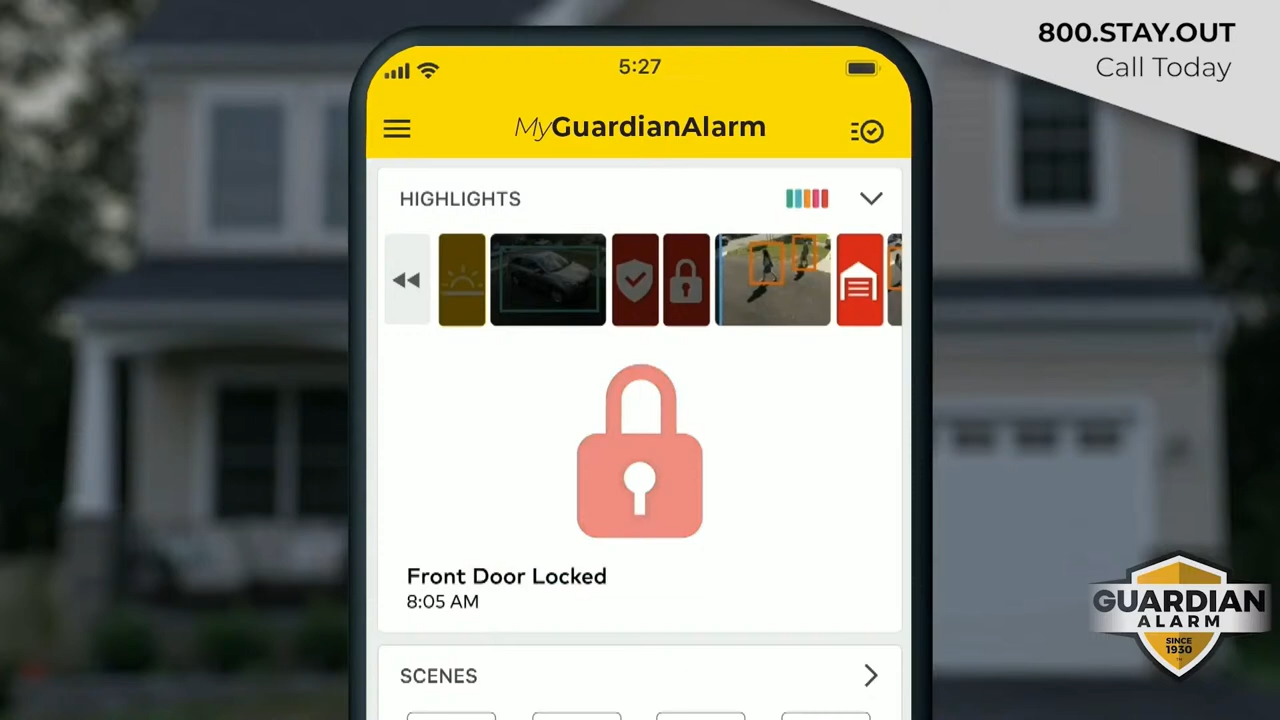 800.STAY.OUT
Call Today
5:27
MyGuardianAlarm
HIGHLIGHTS
Front Door Locked
8:05 AM
SCENES
GUARDIAN
ALARM
SINCE
1930